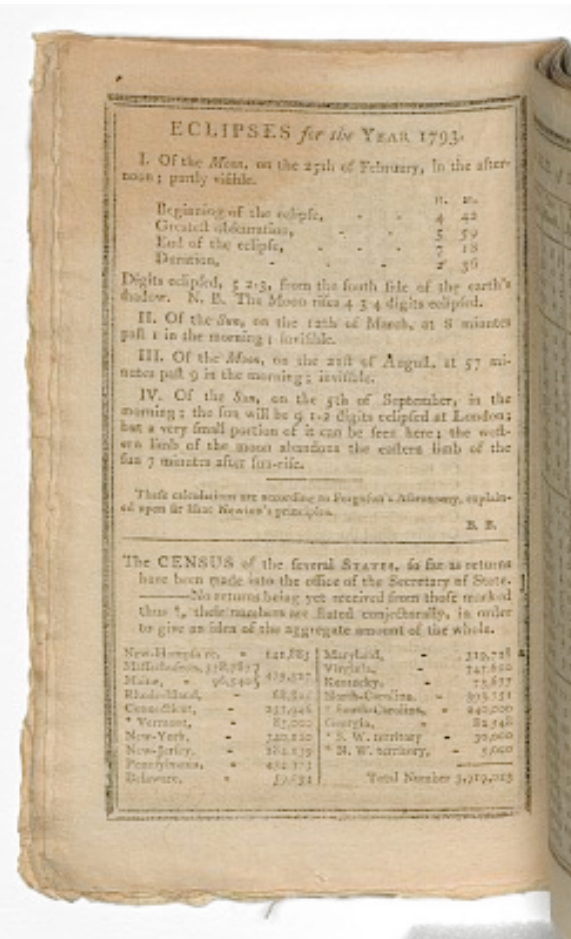 ECLIPSES for the YEAR 1793.
I. Of the Moon, on the 25th of February, in the after-
noon; partly visible.
H. M.
Beginning of the eclipse, - - 4 42
Greatest obscuration, - - 5 59
End of the eclipse, - - - 7 18
Duration, - - - 2 36
Digits eclipsed, 5 2-3, from the south side of the earth's
shadow. N. B. The Moon rises 4 3-4 digits eclipsed.
II. Of the Sun, on the 12th of March, at 8 minutes
past 1 in the morning; invisible.
III. Of the Moon, on the 21st of August, at 57 mi-
nutes past 9 in the morning; invisible.
IV. Of the Sun, on the 5th of September, in the
morning; the sun will be 9 1-2 digits eclipsed at London;
but a very small portion of it can be seen here; the west-
ern limb of the moon abandons the eastern limb of the
sun 7 minutes after sun-rise.
These calculations are according to Ferguson's Astronomy, explain-
ed upon sir Isaac Newton's principles.
B. B.
The CENSUS of the several STATES, so far as returns
have been made into the office of the Secretary of State.
——No returns being yet received from those marked
thus *, these numbers are stated conjecturally, in order
to give an idea of the aggregate amount of the whole.
New-Hampshire, - 141,885
Massachusetts,
Maine, -
Rhode-Island, -
Connecticut, - 237,946
* Vermont, - 85,000
New-York, -
New-Jersey, -
Pennsylvania, -
Delaware, -
Maryland, - 319,728
Virginia, -
Kentucky, - 73,677
North-Carolina, - 393,751
* South-Carolina, - 240,000
Georgia, - 82,548
* S. W. territory - 30,000
* N. W. territory, - 5,000
Total Number